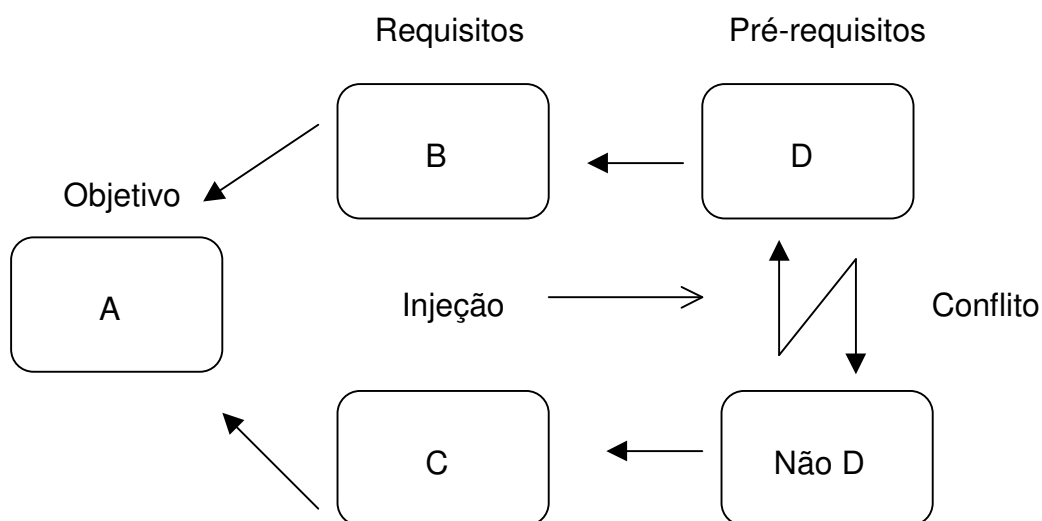 Requisitos
Pré-requisitos
B
D
Objetivo
A
Injeção
Conflito
C
Não D